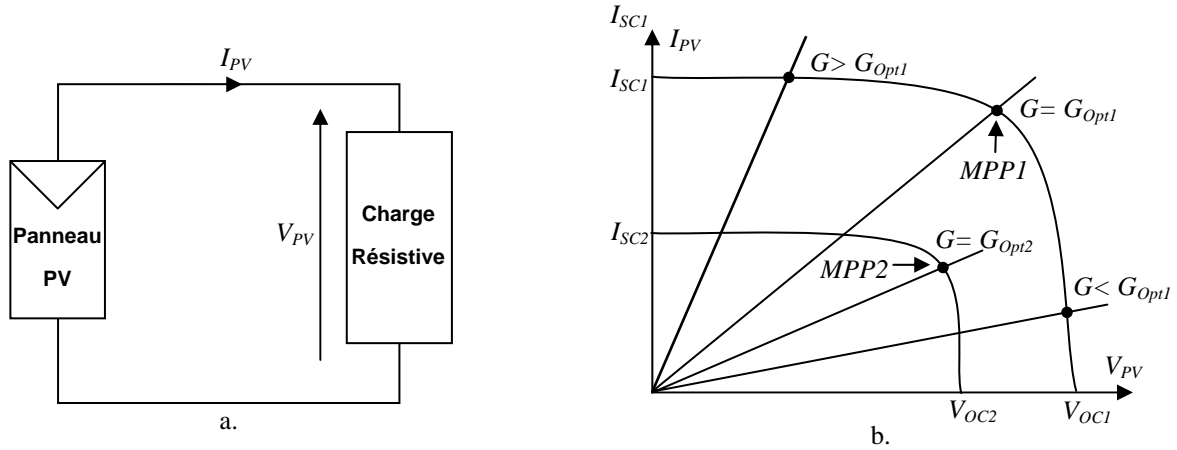 I_PV
Panneau
PV
V_PV
Charge
Résistive
a.
I_SC1
I_PV
G> G_Opt1
I_SC1
G= G_Opt1
MPP1
I_SC2
G= G_Opt2
MPP2
G< G_Opt1
V_PV
V_OC2
V_OC1
b.